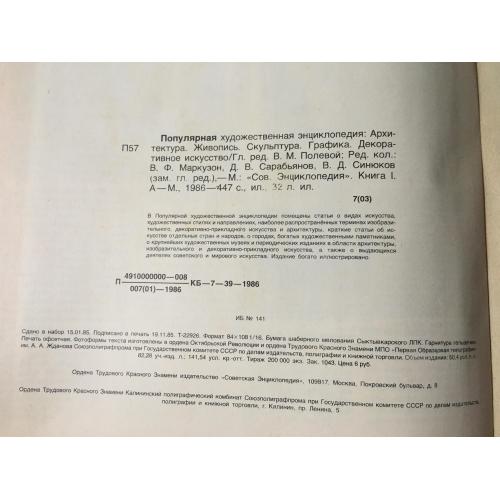 Популярная художественная энциклопедия: Архи-
П57 тектура. Живопись. Скульптура. Графика. Декора-
тивное искусство/Гл. ред. В. М. Полевой; Ред. кол.:
В. Ф. Маркузон, Д. В. Сарабьянов, В. Д. Синюков
(зам. гл. ред.).—М.: «Сов. Энциклопедия». Книга I.
А—М., 1986—447 с., ил., 32 л. ил.
7(03)
В Популярной художественной энциклопедии помещены статьи о видах искусства,
художественных стилях и направлениях, наиболее распространённых терминах изобрази-
тельного, декоративно-прикладного искусства и архитектуры, краткие статьи об ис-
кусстве отдельных стран и народов, о городах, богатых художественными памятниками,
о крупнейших художественных музеях и периодических изданиях в области архитектуры,
изобразительного и декоративно-прикладного искусства, а также о выдающихся
деятелях советского и мирового искусства. Издание богато иллюстрировано.
4910000000—008
П КБ—7—39—1986
007(01)—1986
ИБ № 141
Сдано в набор 15.01.85. Подписано в печать 19.11.85. Т-22926. Формат 84×108 1/16. Бумага шаберного мелования Сыктывкарского ЛПК. Гарнитура гельветика.
Печать офсетная. Фотоформы текста изготовлены в ордена Октябрьской Революции и ордена Трудового Красного Знамени МПО «Первая Образцовая типография»
им. А. А. Жданова Союзполиграфпрома при Государственном комитете СССР по делам издательств, полиграфии и книжной торговли. Объем издания: 50,4 усл. п. л.
82,28 уч-изд. л.; 141,54 усл. кр.-отт. Тираж 200 000 экз. Зак. 1043. Цена 6 руб.
Ордена Трудового Красного Знамени издательство «Советская Энциклопедия», 109817. Москва, Покровский бульвар, д. 8
Ордена Трудового Красного Знамени Калининский полиграфический комбинат Союзполиграфпрома при Государственном комитете СССР по делам издательств,
полиграфии и книжной торговли, г. Калинин, пр. Ленина, 5